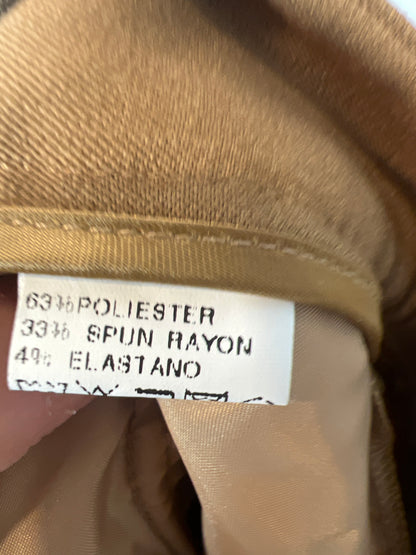 63%POLIESTER
33% SPUN RAYON
4% ELASTANO